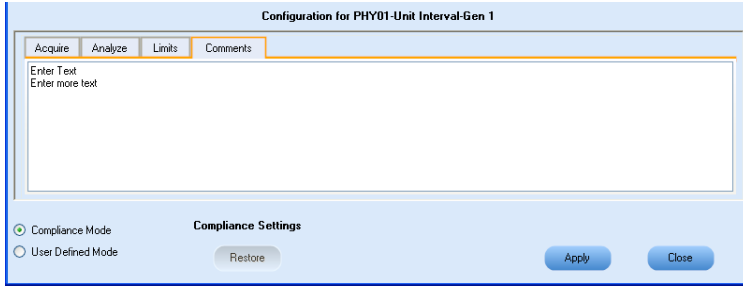 Configuration for PHY01-Unit Interval-Gen 1
Acquire Analyze Limits Comments
Enter Text
Enter more text
Compliance Mode
Compliance Settings
User Defined Mode
Restore
Apply
Close